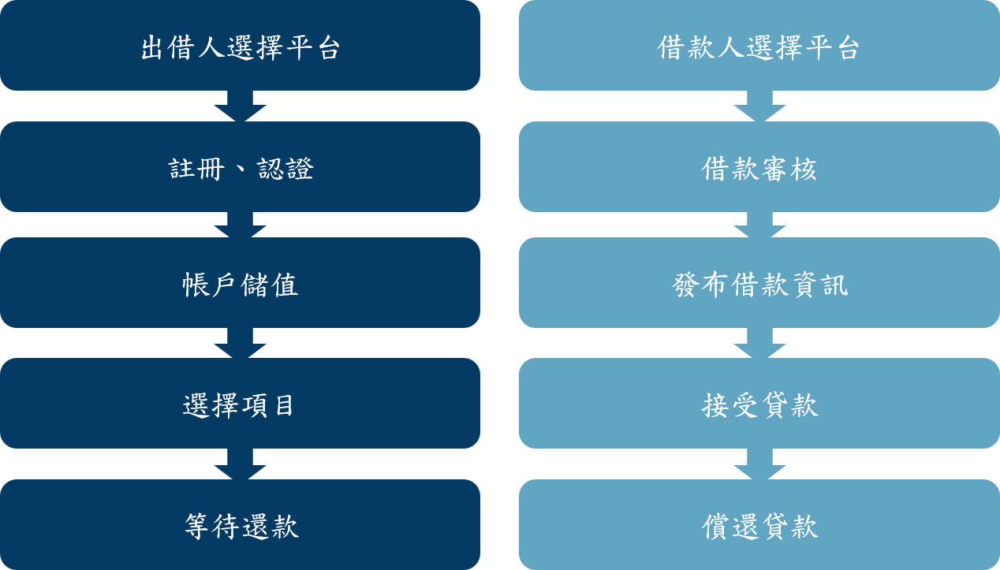 出借人選擇平台
註冊、認證
帳戶儲值
選擇項目
等待還款
借款人選擇平台
借款審核
發布借款資訊
接受貸款
償還貸款